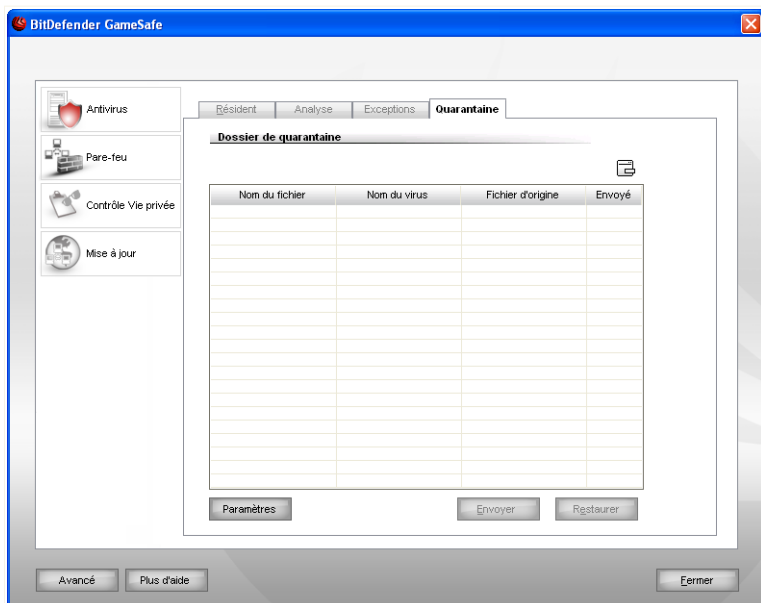 BitDefender GameSafe
Antivirus
Pare-feu
Contrôle Vie privée
Mise à jour
Résident Analyse Exceptions Quarantaine
Dossier de quarantaine
Nom du fichier Nom du virus Fichier d'origine Envoyé
Paramètres Envoyer Restaurer
Avancé Plus d'aide Fermer